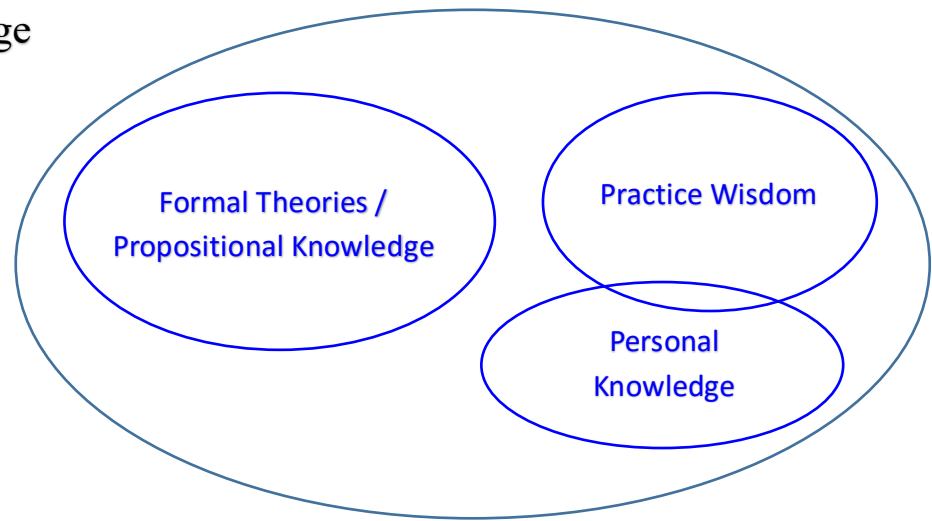 ge
Formal Theories /
Propositional Knowledge
Practice Wisdom
Personal
Knowledge